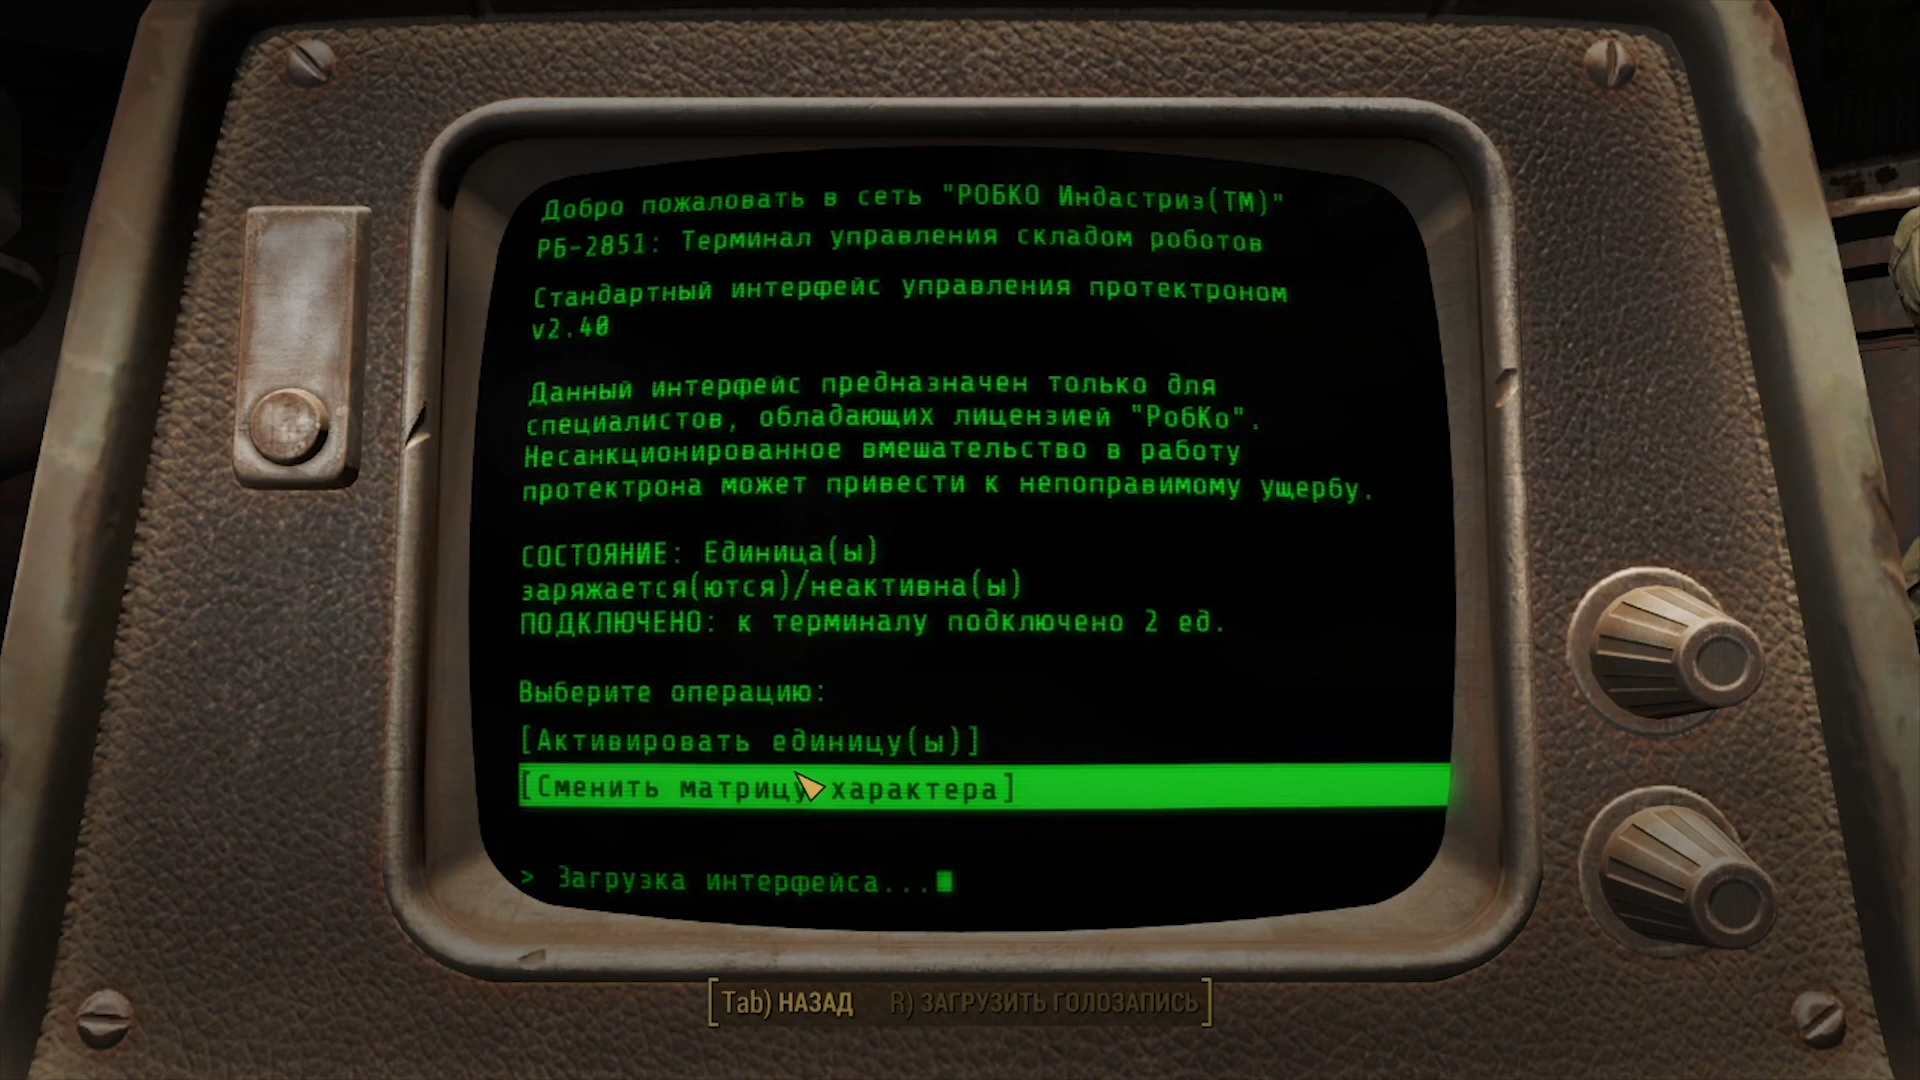 Добро пожаловать в сеть "РОБКО Индастриз(ТМ)"
РБ-2851: Терминал управления складом роботов
Стандартный интерфейс управления протектроном
v2.40
Данный интерфейс предназначен только для
специалистов, обладающих лицензией "РобКо".
Несанкционированное вмешательство в работу
протектрона может привести к непоправимому ущербу.
СОСТОЯНИЕ: Единица(ы)
заряжается(ются)/неактивна(ы)
ПОДКЛЮЧЕНО: к терминалу подключено 2 ед.
Выберите операцию:
[Активировать единицу(ы)]
[Сменить матрицу характера]
> Загрузка интерфейса...
[Tab) НАЗАД R) ЗАГРУЗИТЬ ГОЛОЗАПИСЬ]